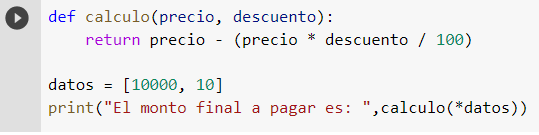 def calculo(precio, descuento):
    return precio - (precio * descuento / 100)
datos = [10000, 10]
print("El monto final a pagar es: ",calculo(*datos))